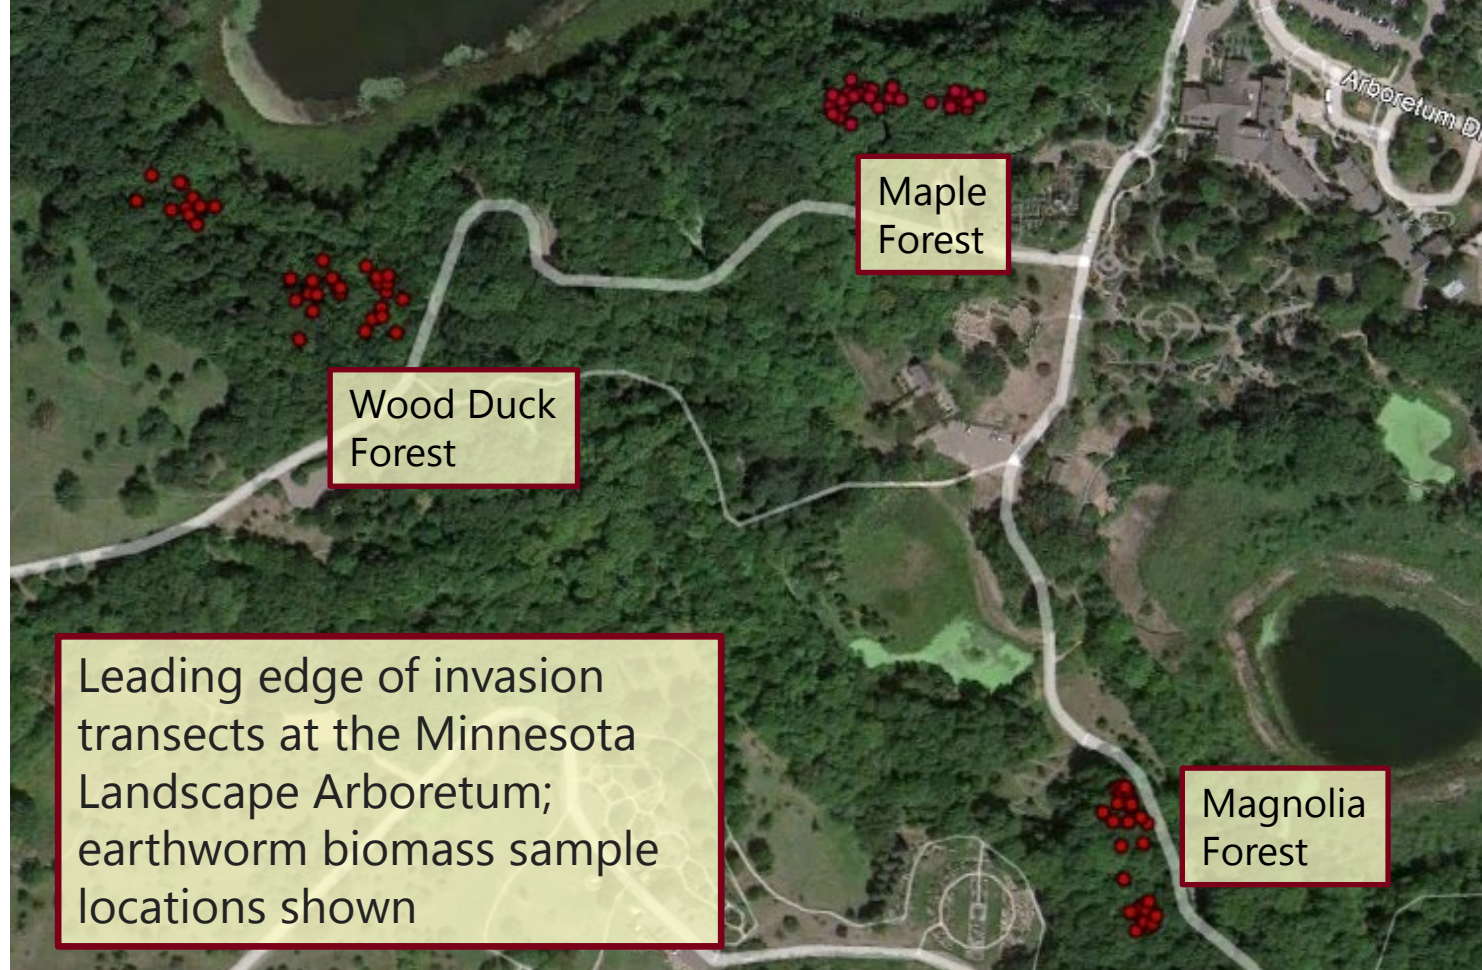 Arboretum D
Maple
Forest
Wood Duck
Forest
Leading edge of invasion
transects at the Minnesota
Landscape Arboretum;
earthworm biomass sample
locations shown
Magnolia
Forest